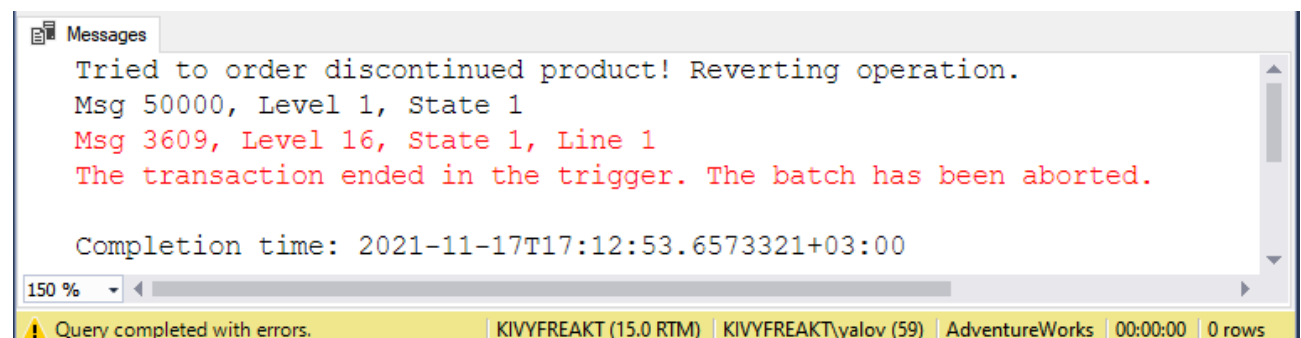 Messages
Tried to order discontinued product! Reverting operation.
Msg 50000, Level 1, State 1
Msg 3609, Level 16, State 1, Line 1
The transaction ended in the trigger. The batch has been aborted.
Completion time: 2021-11-17T17:12:53.6573321+03:00
150 %
Query completed with errors. KIVYFREAKT (15.0 RTM) KIVYFREAKT\yalov (59) AdventureWorks 00:00:00 0 rows